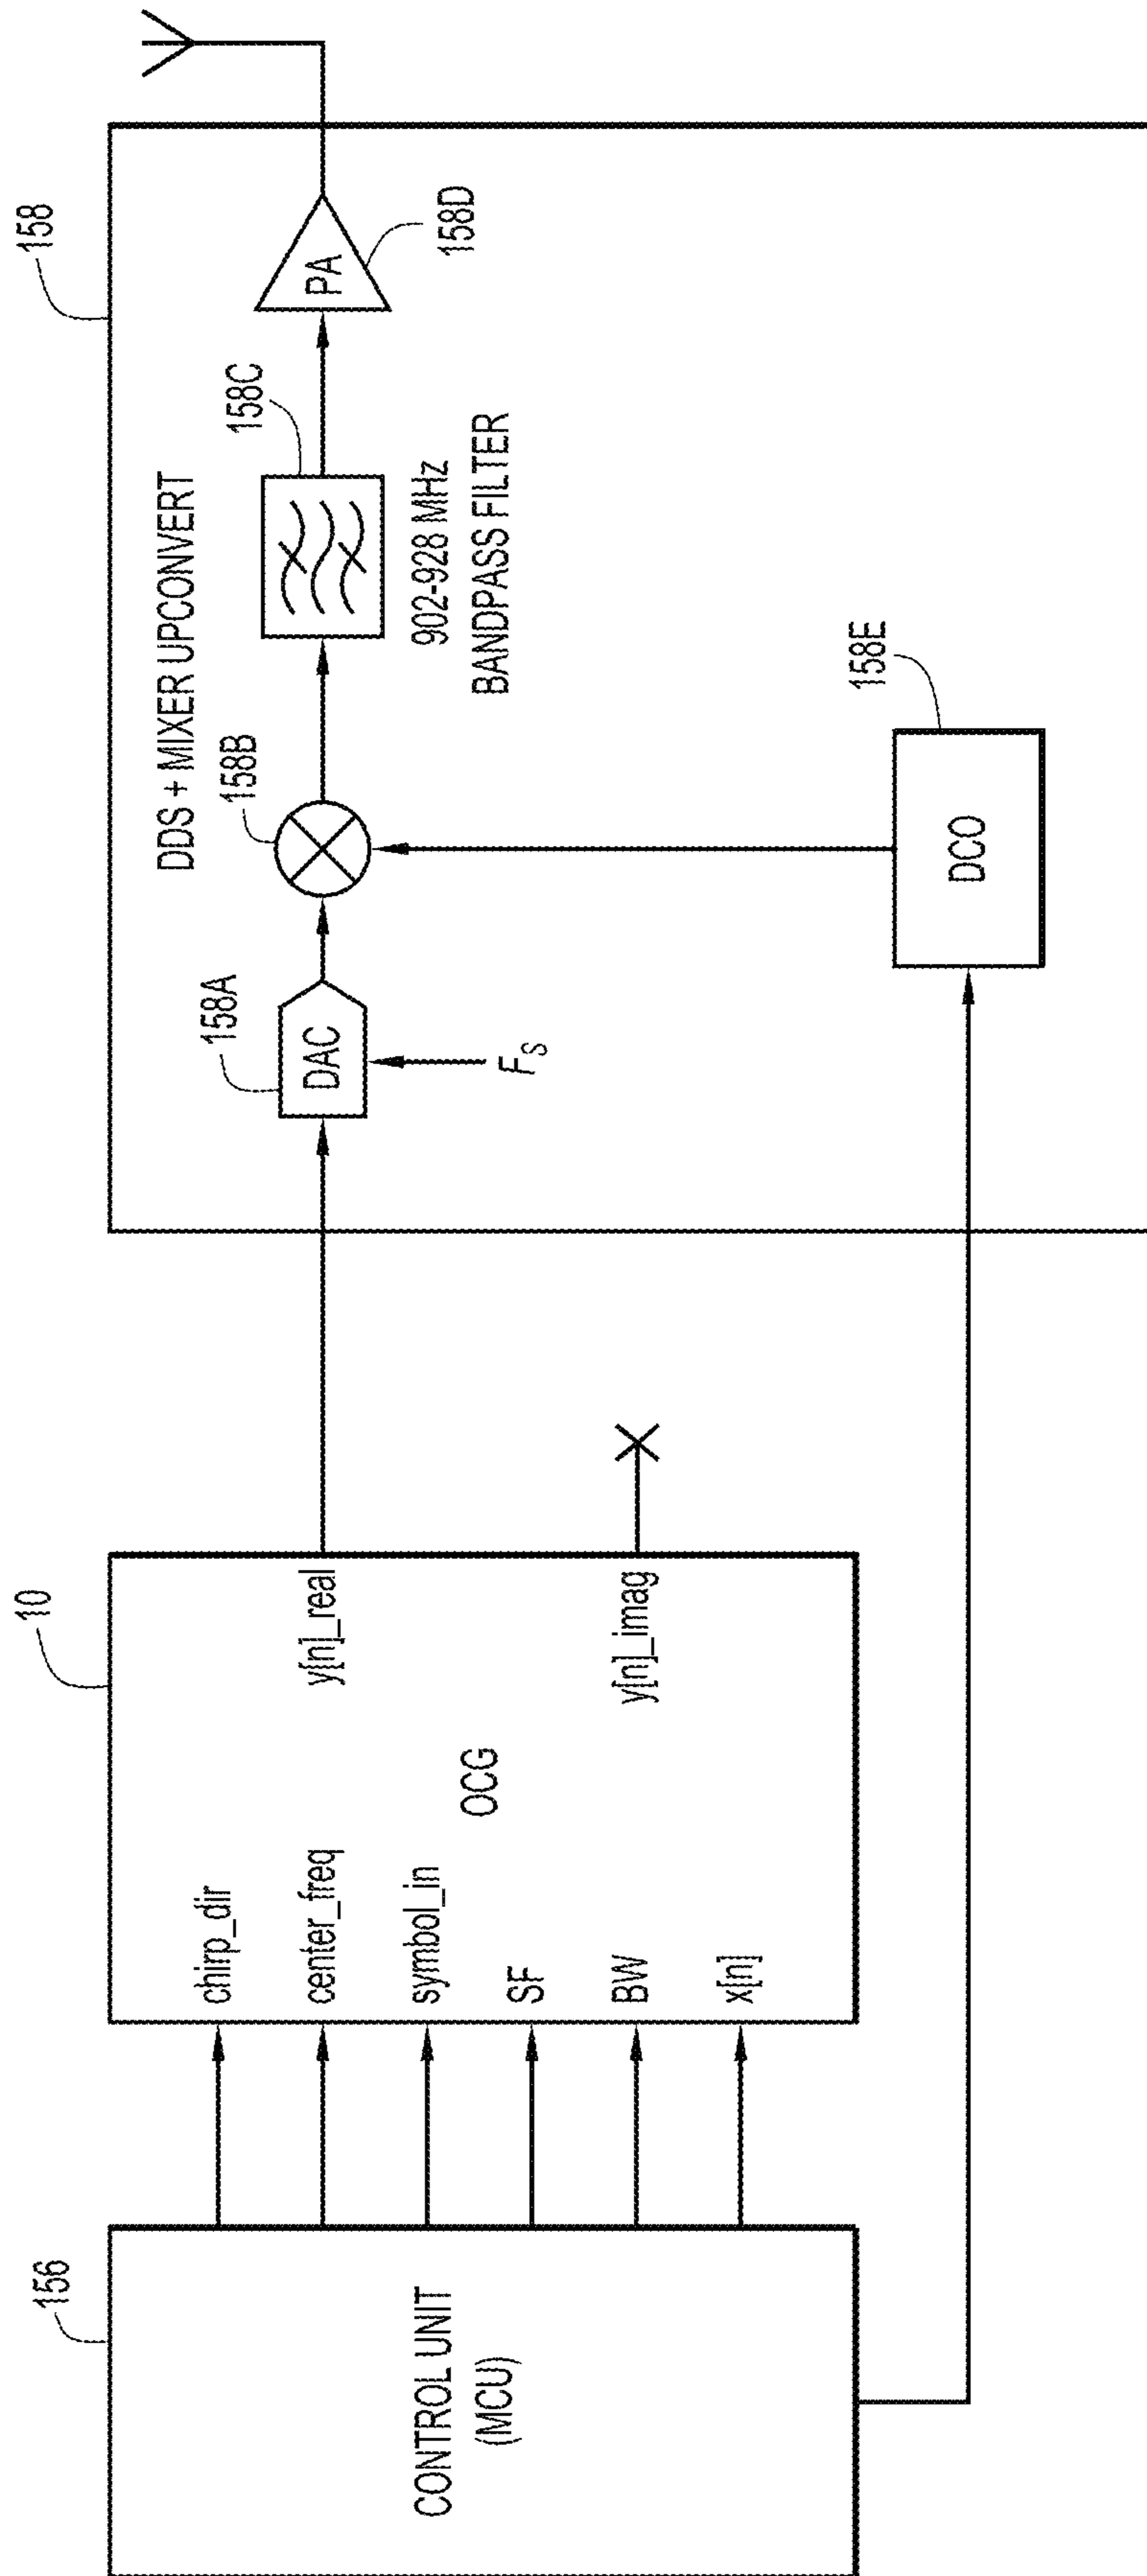 156
CONTROL UNIT
(MCU)
10
chirp_dir
center_freq
symbol_in
SF
BW
x[n]
OCG
y[n]_real
y[n]_imag
158
DDS + MIXER UPCONVERT
158A
DAC
FS
158B
158C
902-928 MHz
BANDPASS FILTER
PA
158D
158E
DCO